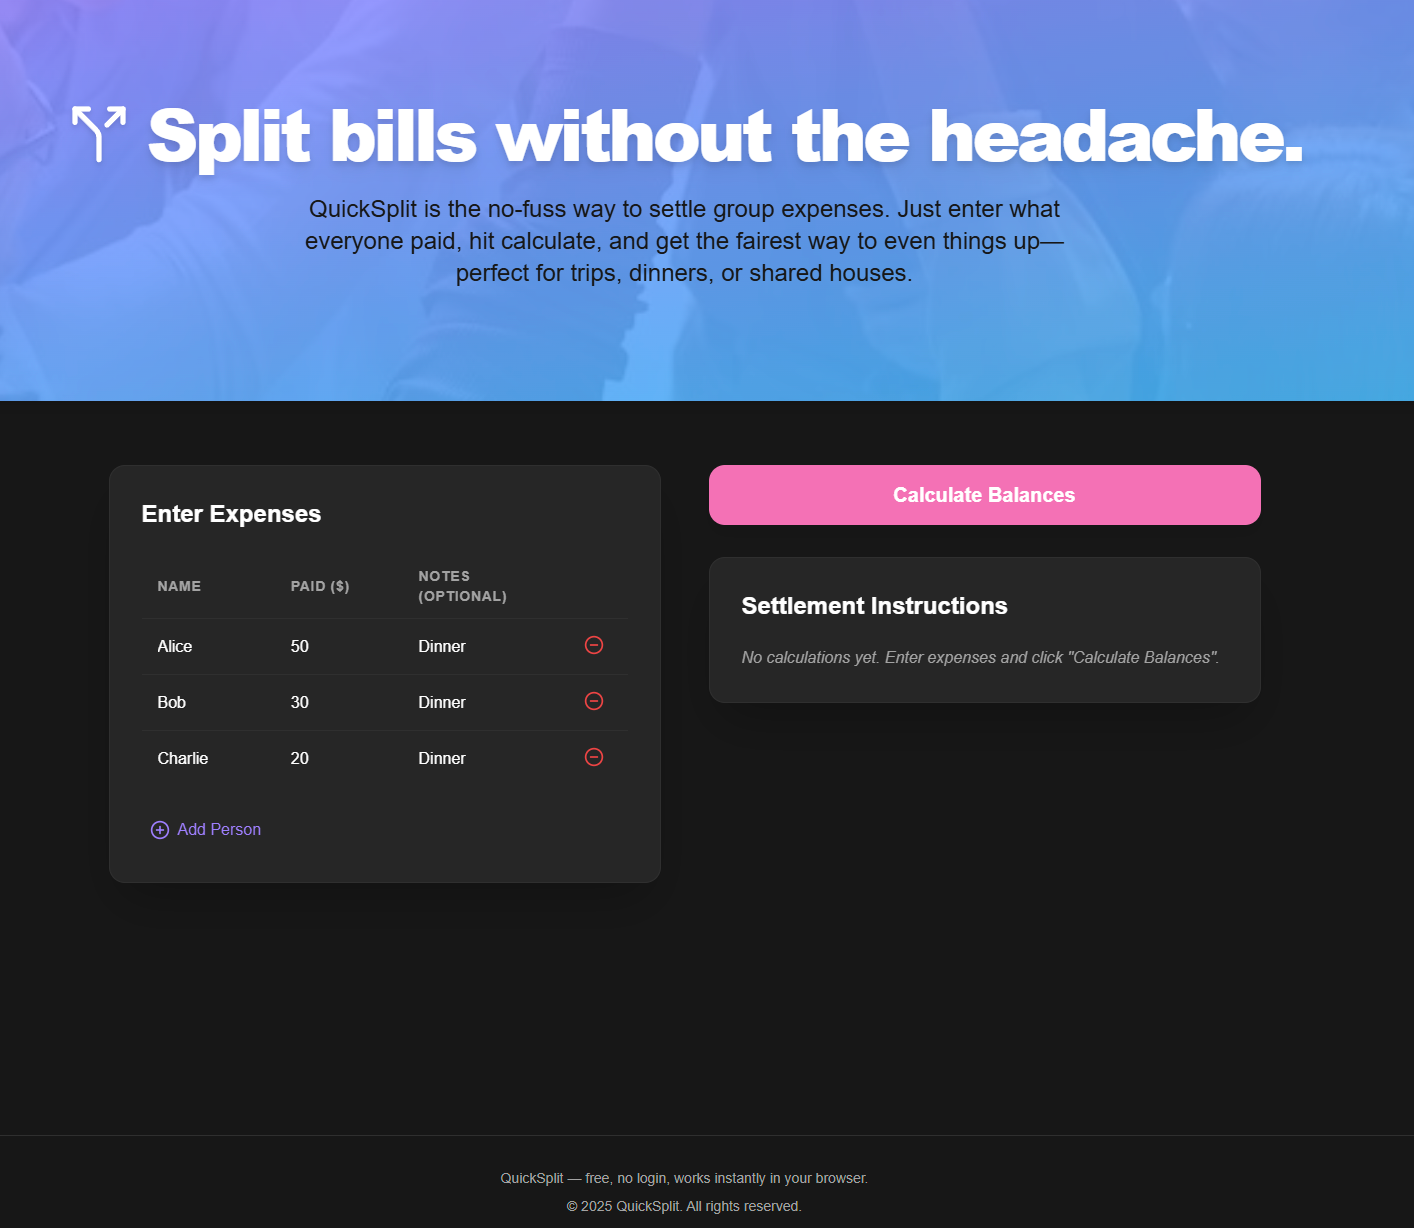 Split bills without the headache.
QuickSplit is the no-fuss way to settle group expenses. Just enter what
everyone paid, hit calculate, and get the fairest way to even things up—
perfect for trips, dinners, or shared houses.
Enter Expenses
NAME PAID ($) NOTES
(OPTIONAL)
Alice 50 Dinner
Bob 30 Dinner
Charlie 20 Dinner
Add Person
Calculate Balances
Settlement Instructions
No calculations yet. Enter expenses and click "Calculate Balances".
QuickSplit — free, no login, works instantly in your browser.
© 2025 QuickSplit. All rights reserved.